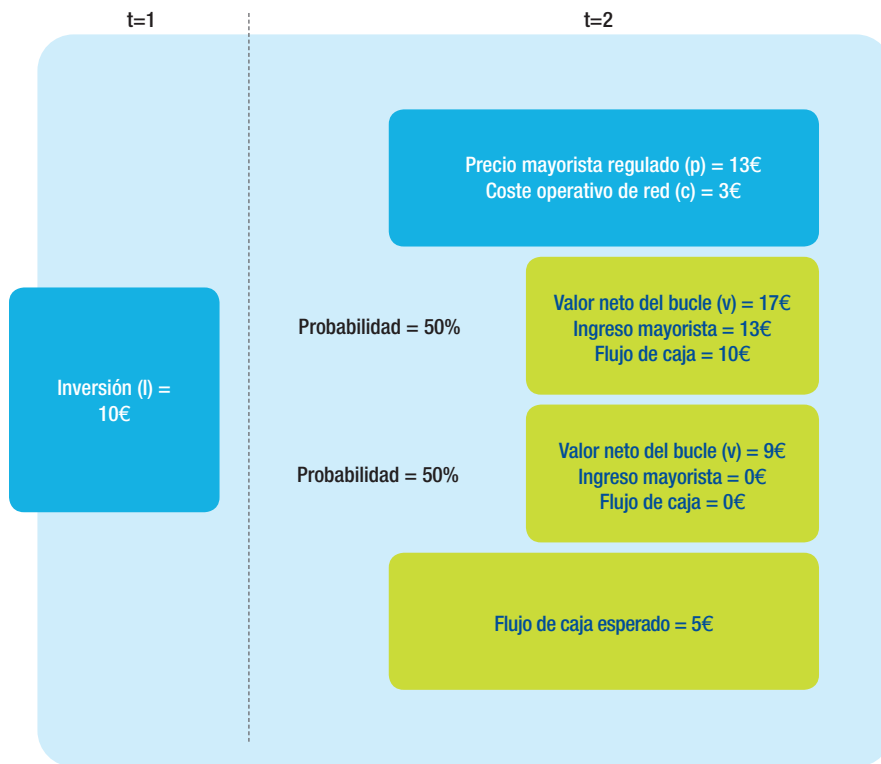 t=1
t=2
Precio mayorista regulado (p) = 13€
Coste operativo de red (c) = 3€
Inversión (I) =
10€
Probabilidad = 50%
Valor neto del bucle (v) = 17€
Ingreso mayorista = 13€
Flujo de caja = 10€
Probabilidad = 50%
Valor neto del bucle (v) = 9€
Ingreso mayorista = 0€
Flujo de caja = 0€
Flujo de caja esperado = 5€